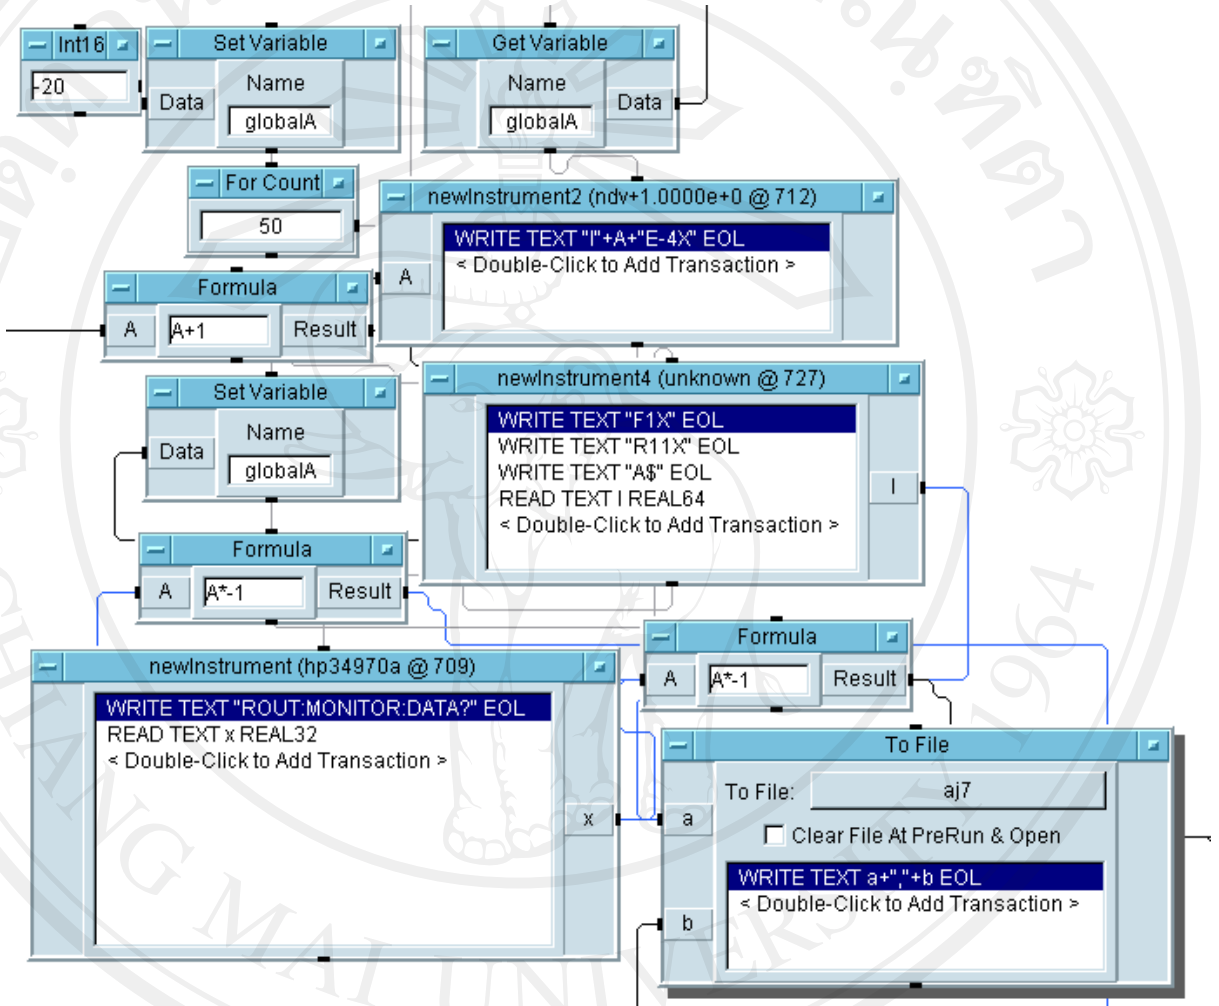 Int16
-20
Set Variable
Name
Data
globalA
Get Variable
Name
Data
globalA
For Count
50
newInstrument2 (ndv+1.0000e+0 @ 712)
A
WRITE TEXT "I"+A+"E-4X" EOL
< Double-Click to Add Transaction >
Formula
A
A+1
Result
Set Variable
Name
Data
globalA
newInstrument4 (unknown @ 727)
WRITE TEXT "F1X" EOL
WRITE TEXT "R11X" EOL
WRITE TEXT "A$" EOL
READ TEXT I REAL64
< Double-Click to Add Transaction >
I
Formula
A
A*-1
Result
Formula
A
A*-1
Result
newInstrument (hp34970a @ 709)
WRITE TEXT "ROUT:MONITOR:DATA?" EOL
READ TEXT x REAL32
< Double-Click to Add Transaction >
x
To File
To File:
aj7
a
Clear File At PreRun & Open
WRITE TEXT a+","+b EOL
< Double-Click to Add Transaction >
b
CHIANG MAI UNIVERSITY 1964